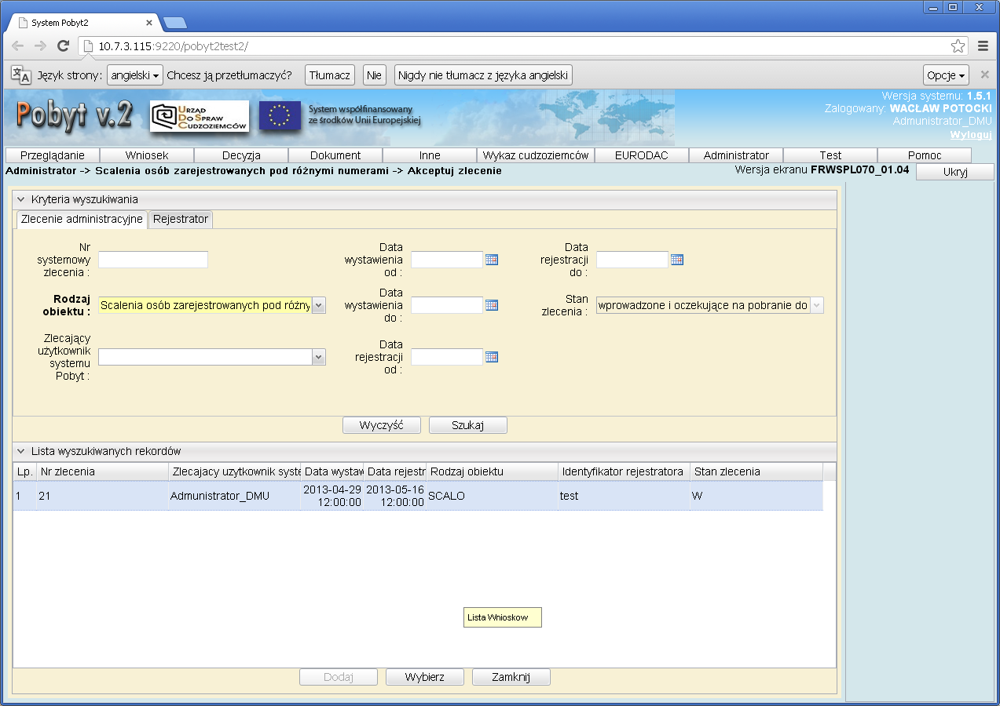 System Pobyt2
10.7.3.115:9220/pobyt2test2/
Język strony: angielski Chcesz ją przetłumaczyć? Tłumacz Nie Nigdy nie tłumacz z języka angielski Opcje
Pobyt v.2
URZĄD
DO SPRAW
CUDZOZIEMCÓW
System współfinansowany
ze środków Unii Europejskiej
Wersja systemu: 1.5.1
Zalogowany: WACŁAW POTOCKI
Admunistrator_DMU
Wyloguj
Przeglądanie Wniosek Decyzja Dokument Inne Wykaz cudzoziemców EURODAC Administrator Test Pomoc
Administrator -> Scalenia osób zarejestrowanych pod różnymi numerami -> Akceptuj zlecenie
Wersja ekranu FRWSPL070_01.04
Ukryj
Kryteria wyszukiwania
Zlecenie administracyjne Rejestrator
Nr
systemowy
zlecenia :
Data
wystawienia
od :
Data
rejestracji
do :
Rodzaj
obiektu :
Scalenia osób zarejestrowanych pod różny
Data
wystawienia
do :
Stan
zlecenia :
wprowadzone i oczekujące na pobranie do
Zlecający
użytkownik
systemu
Pobyt :
Data
rejestracji
od :
Wyczyść Szukaj
Lista wyszukiwanych rekordów
Lp. Nr zlecenia Zlecajacy uzytkownik syste Data wystaw Data rejestr Rodzaj obiektu Identyfikator rejestratora Stan zlecenia
1 21 Admunistrator_DMU 2013-04-29 12:00:00 2013-05-16 12:00:00 SCALO test W
Lista Wnioskow
Dodaj Wybierz Zamknij